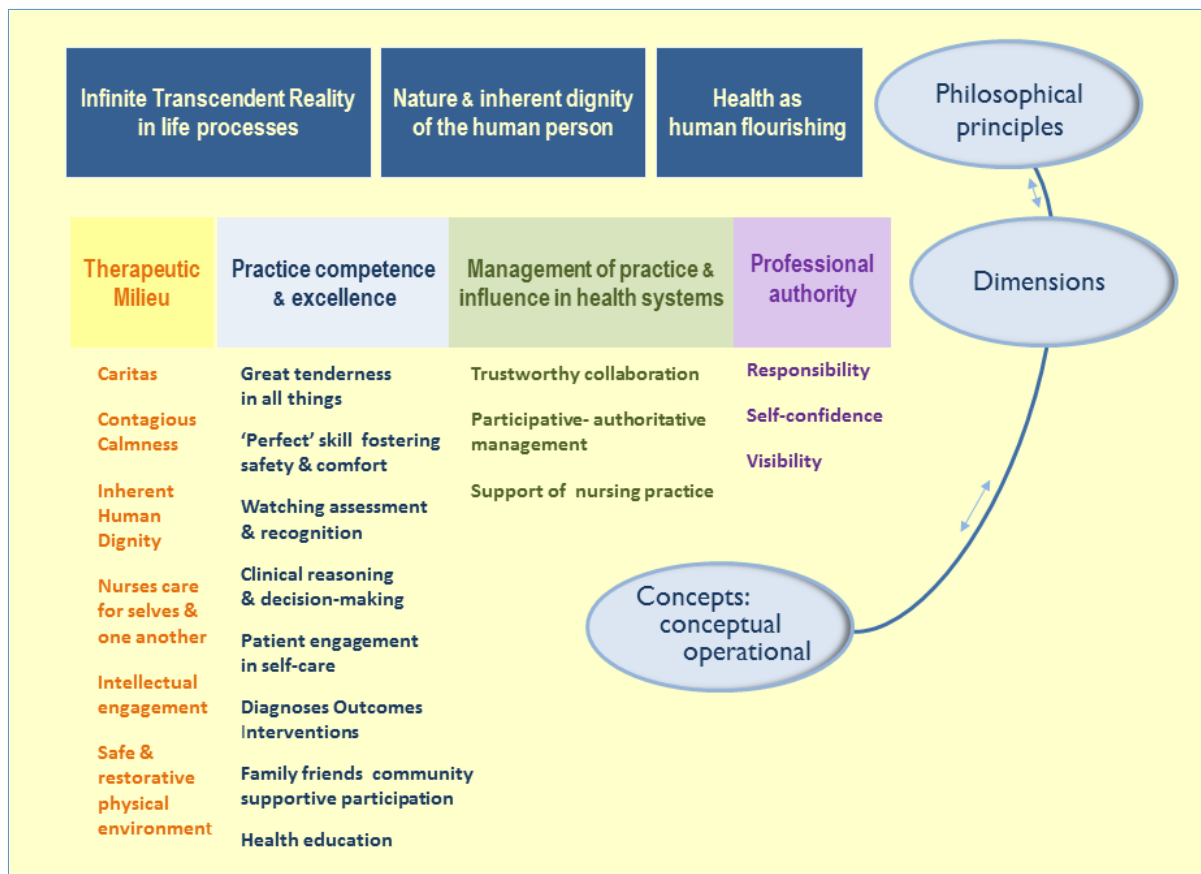 Infinite Transcendent Reality
in life processes
Nature & inherent dignity
of the human person
Health as
human flourishing
Philosophical
principles
Therapeutic
Milieu
Practice competence
& excellence
Management of practice &
influence in health systems
Professional
authority
Dimensions
Caritas
Contagious
Calmness
Inherent
Human
Dignity
Nurses care
for selves &
one another
Intellectual
engagement
Safe &
restorative
physical
environment
Great tenderness
in all things
‘Perfect’ skill fostering
safety & comfort
Watching assessment
& recognition
Clinical reasoning
& decision-making
Patient engagement
in self-care
Diagnoses Outcomes
Interventions
Family friends community
supportive participation
Health education
Trustworthy collaboration
Participative- authoritative
management
Support of nursing practice
Responsibility
Self-confidence
Visibility
Concepts:
conceptual
operational